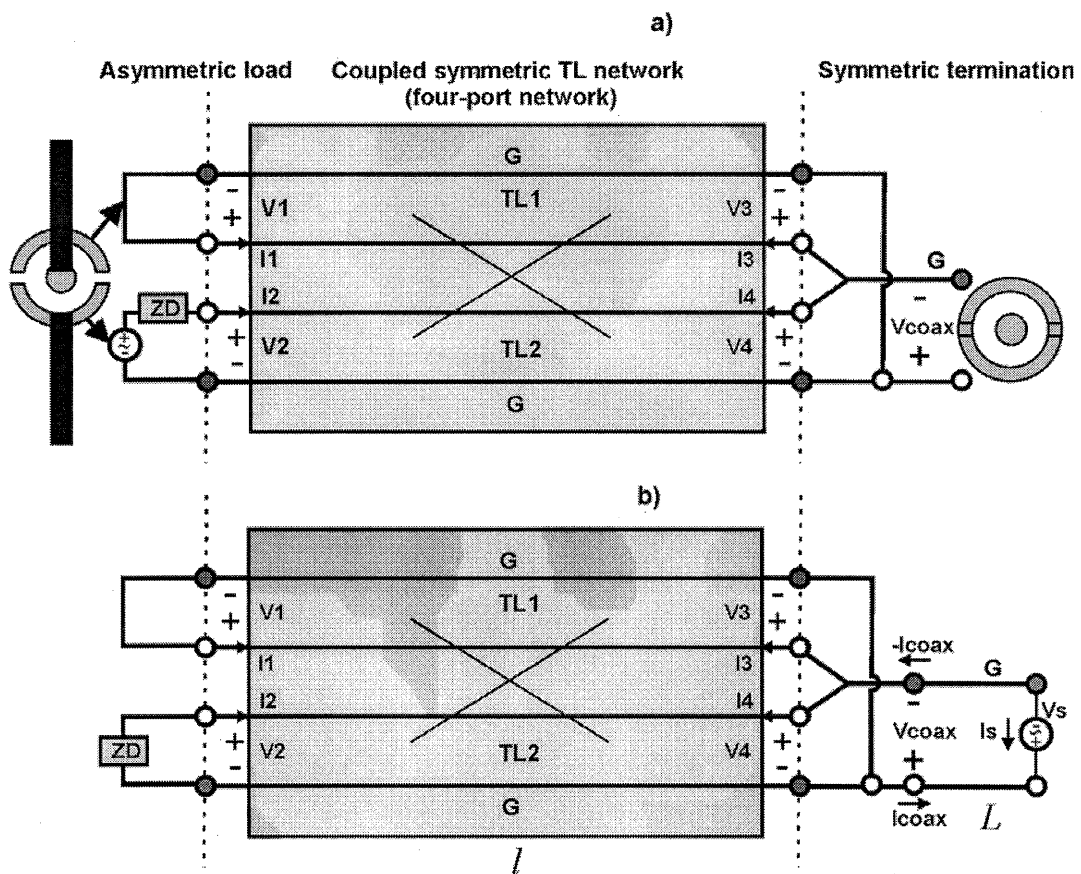 a)
Asymmetric load
Coupled symmetric TL network
(four-port network)
Symmetric termination
G
-
TL1
-
V1
V3
+
+
I1
I3
G
I2
I4
-
ZD
+
+
Vcoax
V2
TL2
V4
+
-
-
G
b)
G
-
TL1
-
V1
V3
+
+
-Icoax
I1
I3
G
I2
I4
-
Vs
+
+
Vcoax
Is
ZD
V2
TL2
V4
+
-
-
G
Icoax
L
l